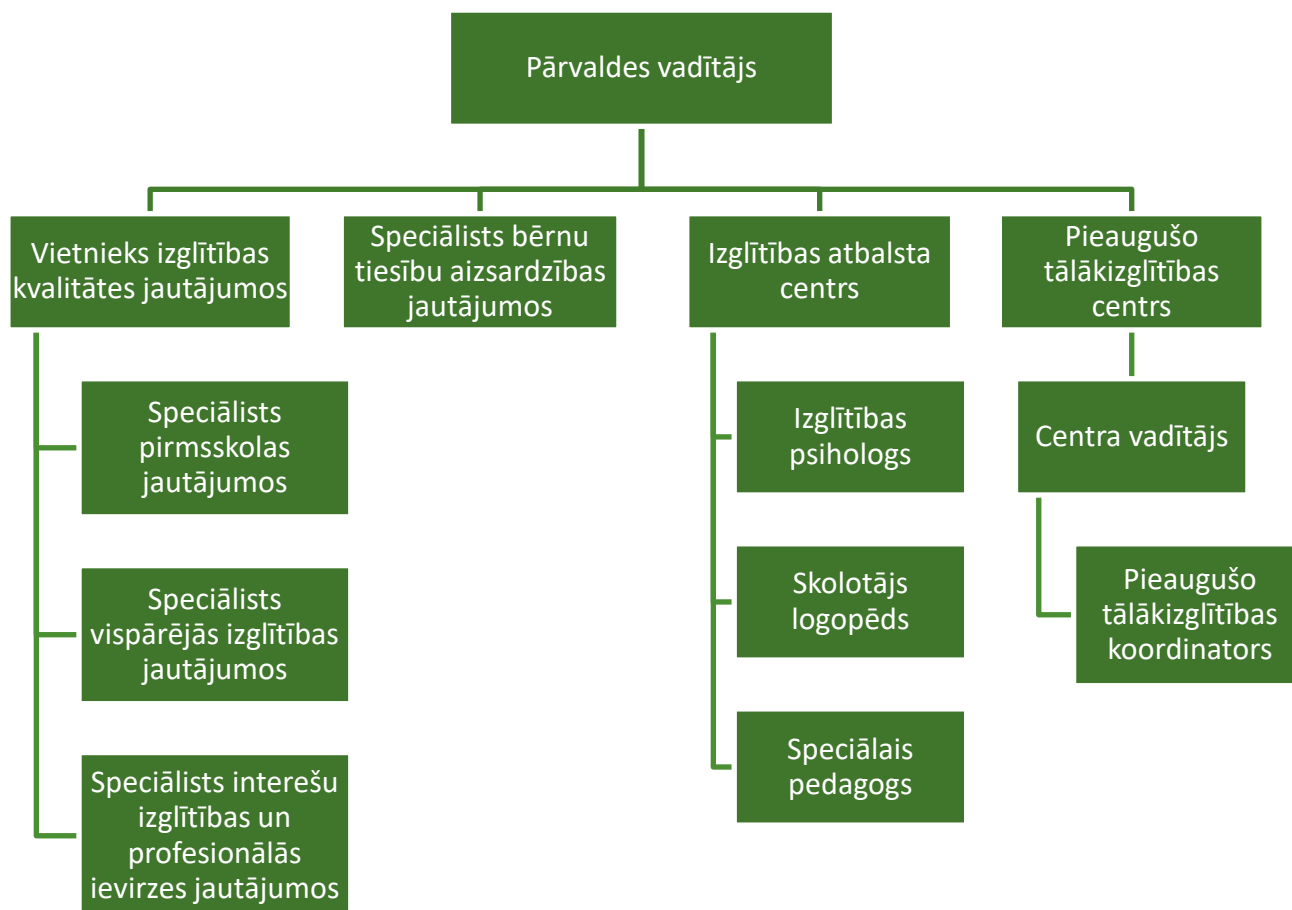 Pārvaldes vadītājs
Vietnieks izglītības
kvalitātes jautājumos
Speciālists bērnu
tiesību aizsardzības
jautājumos
Izglītības atbalsta
centrs
Pieaugušo
tālākizglītības
centrs
Speciālists
pirmsskolas
jautājumos
Speciālists
vispārējās izglītības
jautājumos
Speciālists interešu
izglītības un
profesionālās
ievirzes jautājumos
Izglītības
psihologs
Skolotājs
logopēds
Speciālais
pedagogs
Centra vadītājs
Pieaugušo
tālākizglītības
koordinators